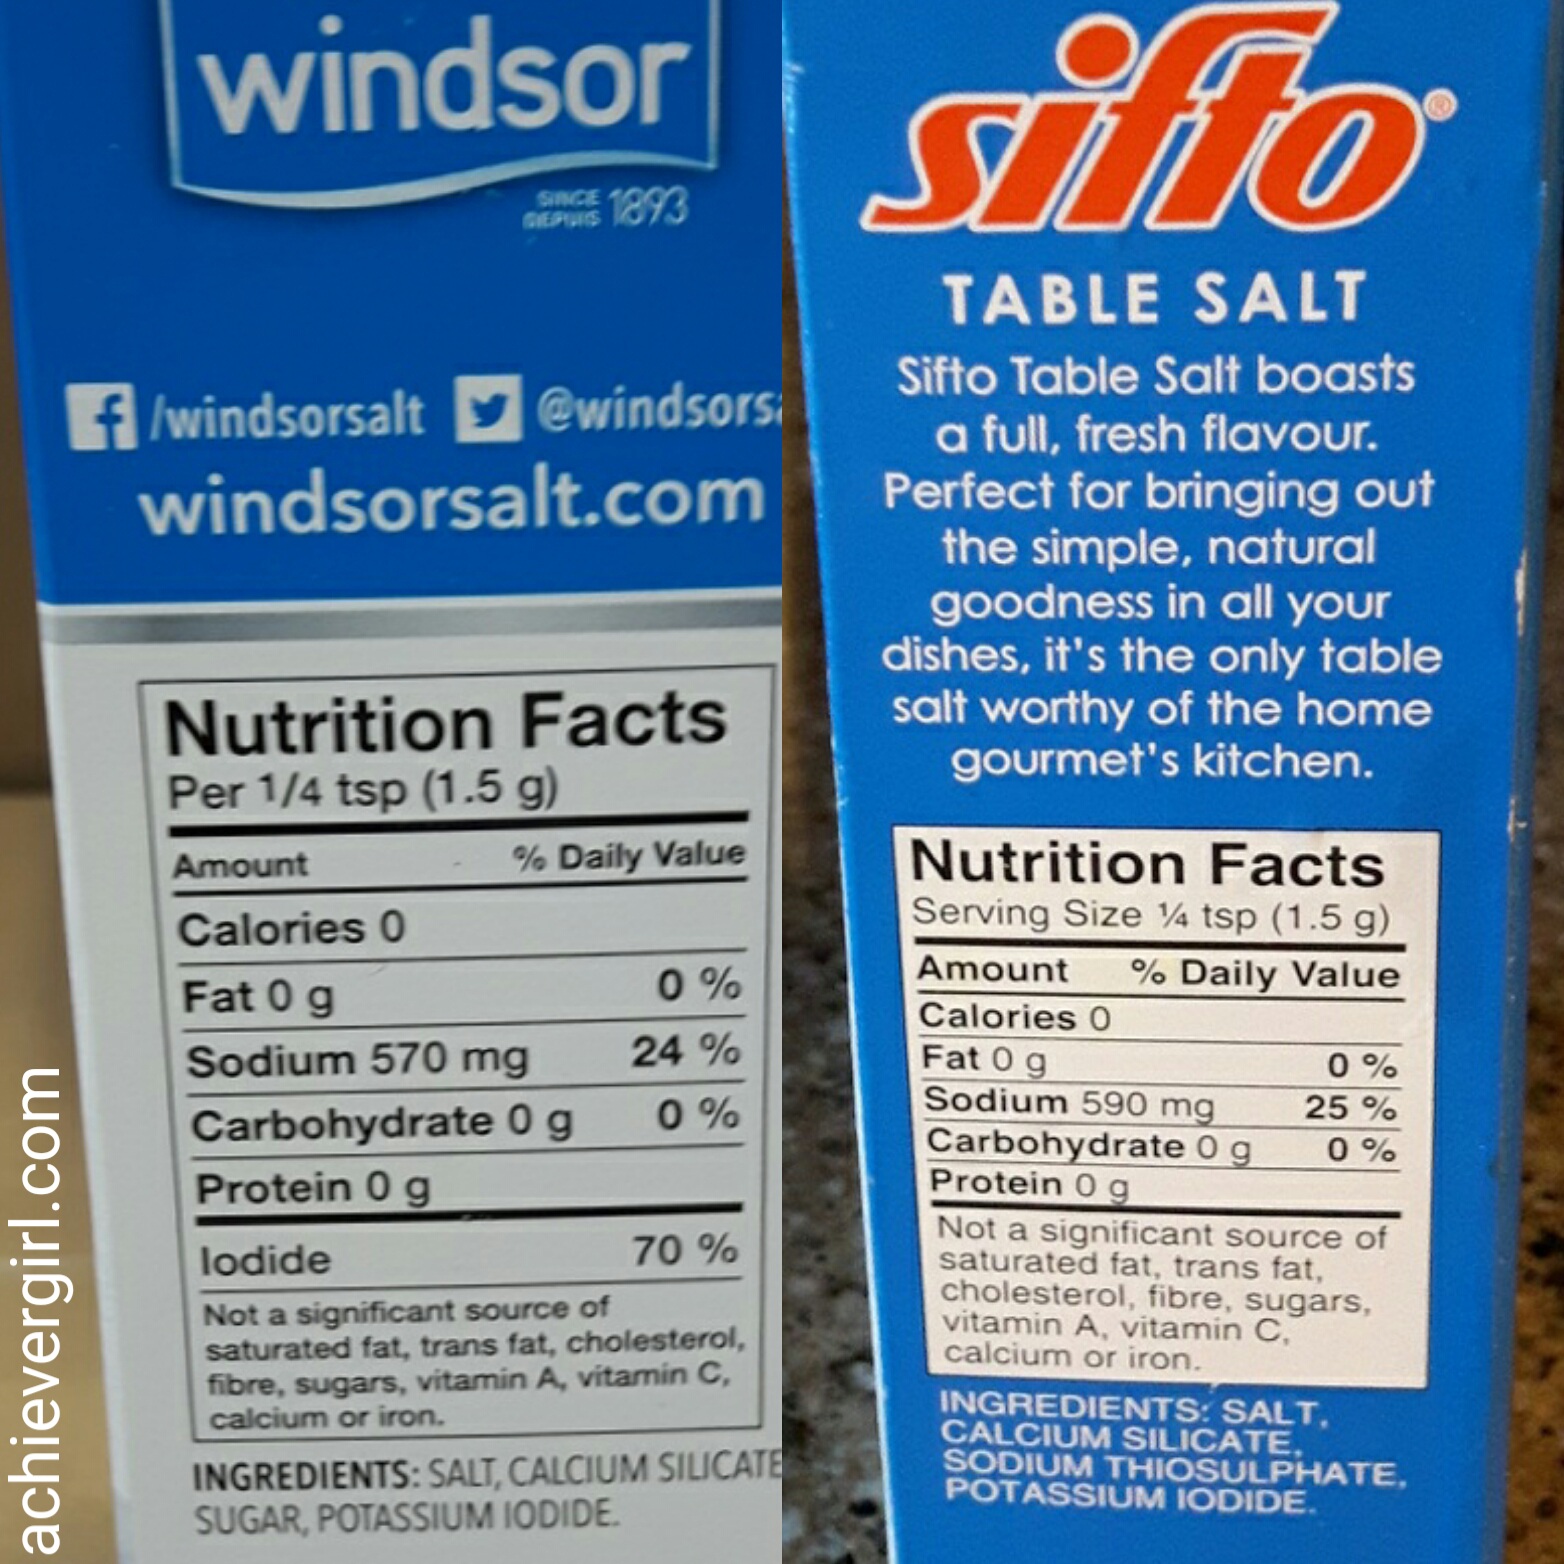 windsor
SINCE
DEPUIS 1893
/windsorsalt @windsorsa
windsorsalt.com
Nutrition Facts
Per 1/4 tsp (1.5 g)
Amount % Daily Value
Calories 0
Fat 0 g 0 %
Sodium 570 mg 24 %
Carbohydrate 0 g 0 %
Protein 0 g
Iodide 70 %
Not a significant source of
saturated fat, trans fat, cholesterol,
fibre, sugars, vitamin A, vitamin C,
calcium or iron.
INGREDIENTS: SALT, CALCIUM SILICATE
SUGAR, POTASSIUM IODIDE.
achievergirl.com
sifto®
TABLE SALT
Sifto Table Salt boasts
a full, fresh flavour.
Perfect for bringing out
the simple, natural
goodness in all your
dishes, it's the only table
salt worthy of the home
gourmet's kitchen.
Nutrition Facts
Serving Size ¼ tsp (1.5 g)
Amount % Daily Value
Calories 0
Fat 0 g 0 %
Sodium 590 mg 25 %
Carbohydrate 0 g 0 %
Protein 0 g
Not a significant source of
saturated fat, trans fat,
cholesterol, fibre, sugars,
vitamin A, vitamin C,
calcium or iron.
INGREDIENTS: SALT,
CALCIUM SILICATE,
SODIUM THIOSULPHATE,
POTASSIUM IODIDE.